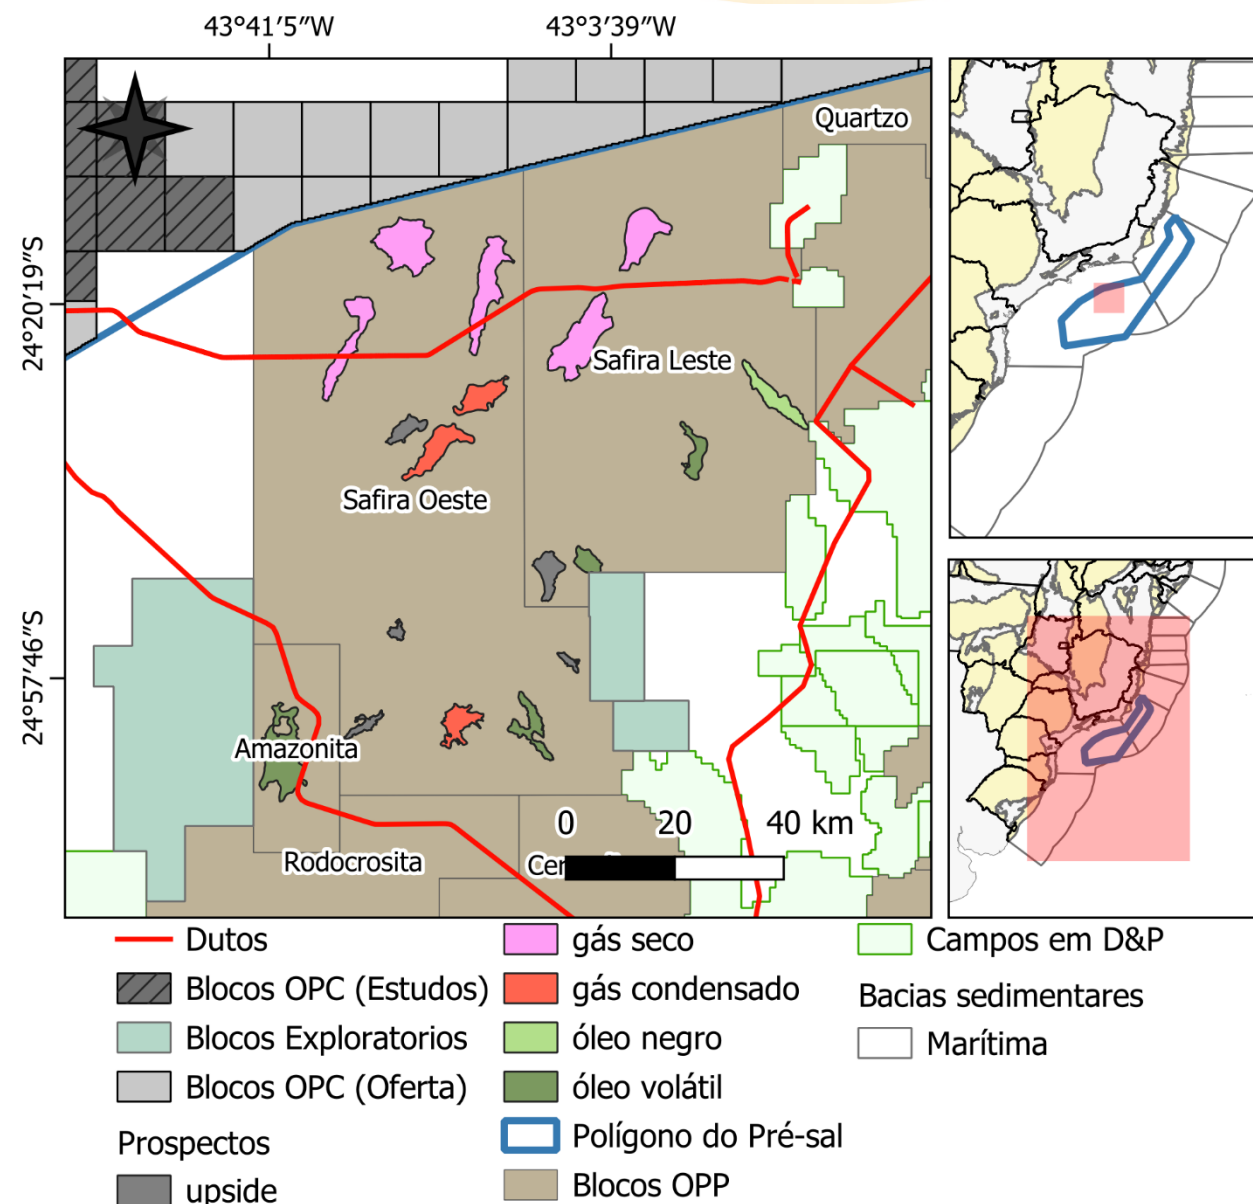 43°41′5″W 43°3′39″W
24°20′19″S
24°57′46″S
Quartzo
Safira Leste
Safira Oeste
Amazonita
0 20 40 km
Rodocrosita
Cer
Dutos
Blocos OPC (Estudos)
Blocos Exploratorios
Blocos OPC (Oferta)
Prospectos
upside
gás seco
gás condensado
óleo negro
óleo volátil
Polígono do Pré-sal
Blocos OPP
Campos em D&P
Bacias sedimentares
Marítima